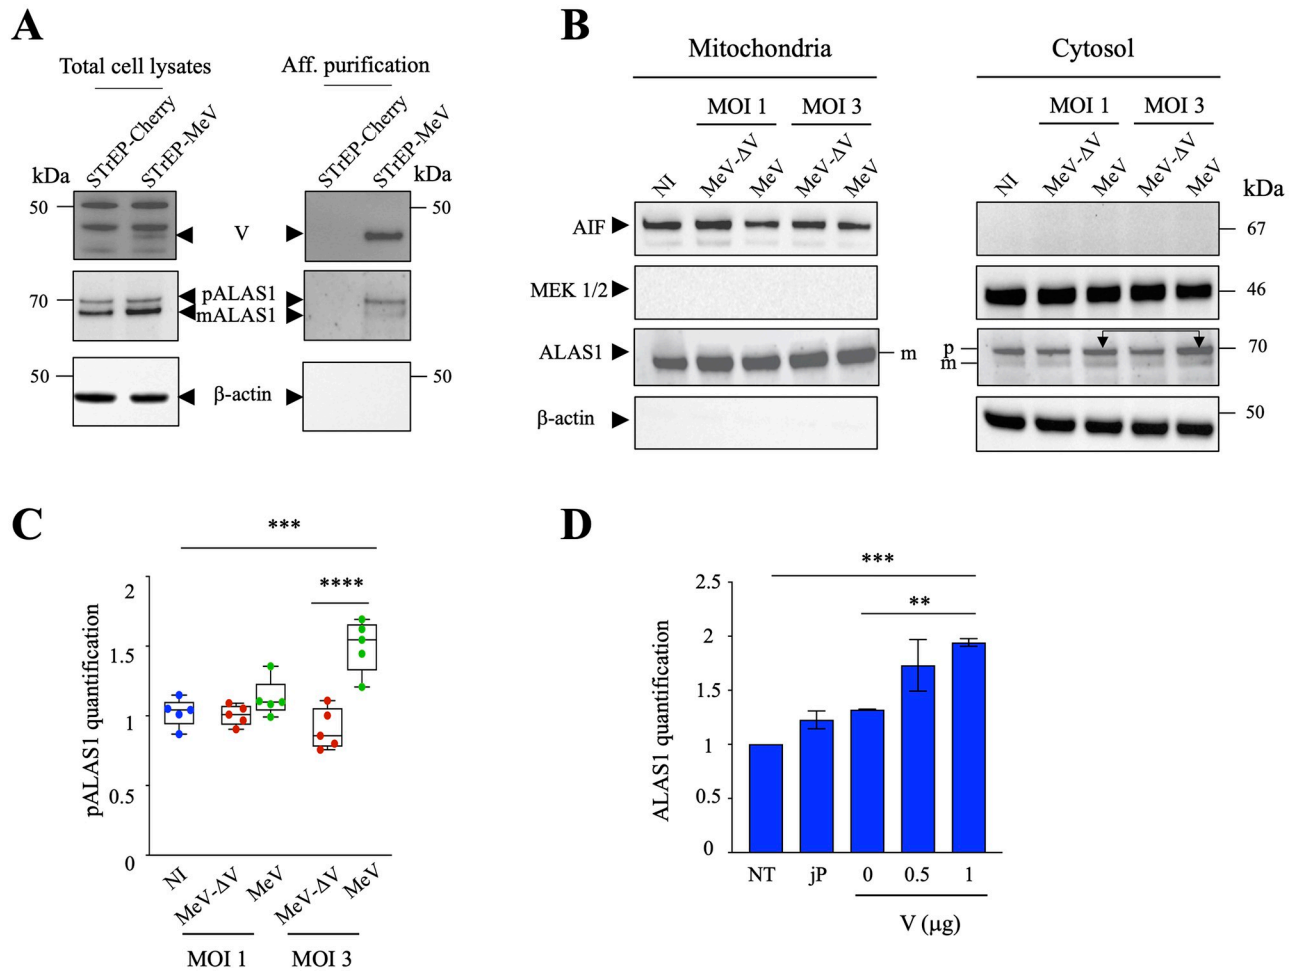 A
Total cell lysates
Aff. purification
STrEP-Cherry
STrEP-MeV
STrEP-Cherry
STrEP-MeV
kDa
kDa
50
V
50
70
pALAS1
mALAS1
50
β-actin
50
B
Mitochondria
Cytosol
MOI 1
MOI 3
MOI 1
MOI 3
NI
MeV-ΔV
MeV
MeV-ΔV
MeV
NI
MeV-ΔV
MeV
MeV-ΔV
MeV
kDa
AIF
67
MEK 1/2
46
ALAS1
m
p
m
70
β-actin
50
C
***
****
pALAS1 quantification
2
1.5
1
0.5
0
NI
MeV-ΔV
MeV
MeV-ΔV
MeV
MOI 1
MOI 3
D
***
**
ALAS1 quantification
2.5
2
1.5
1
0.5
0
NT
jP
0
0.5
1
V (μg)